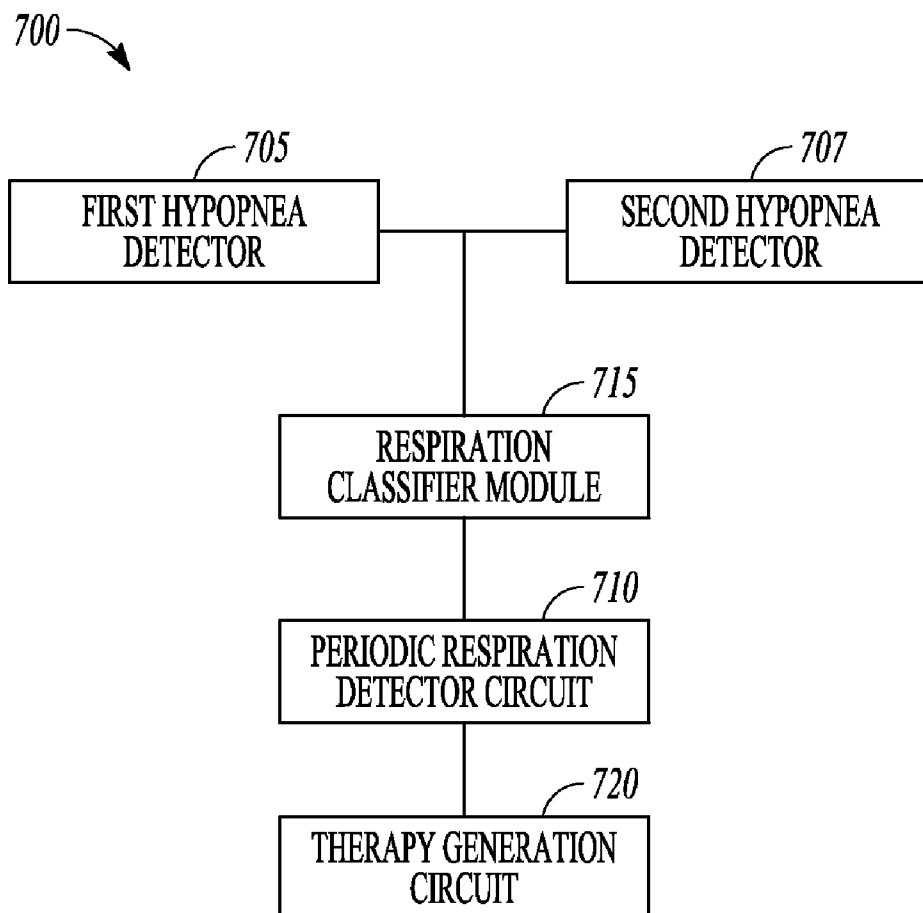 700
705
707
FIRST HYPOPNEA
DETECTOR
SECOND HYPOPNEA
DETECTOR
715
RESPIRATION
CLASSIFIER MODULE
710
PERIODIC RESPIRATION
DETECTOR CIRCUIT
720
THERAPY GENERATION
CIRCUIT